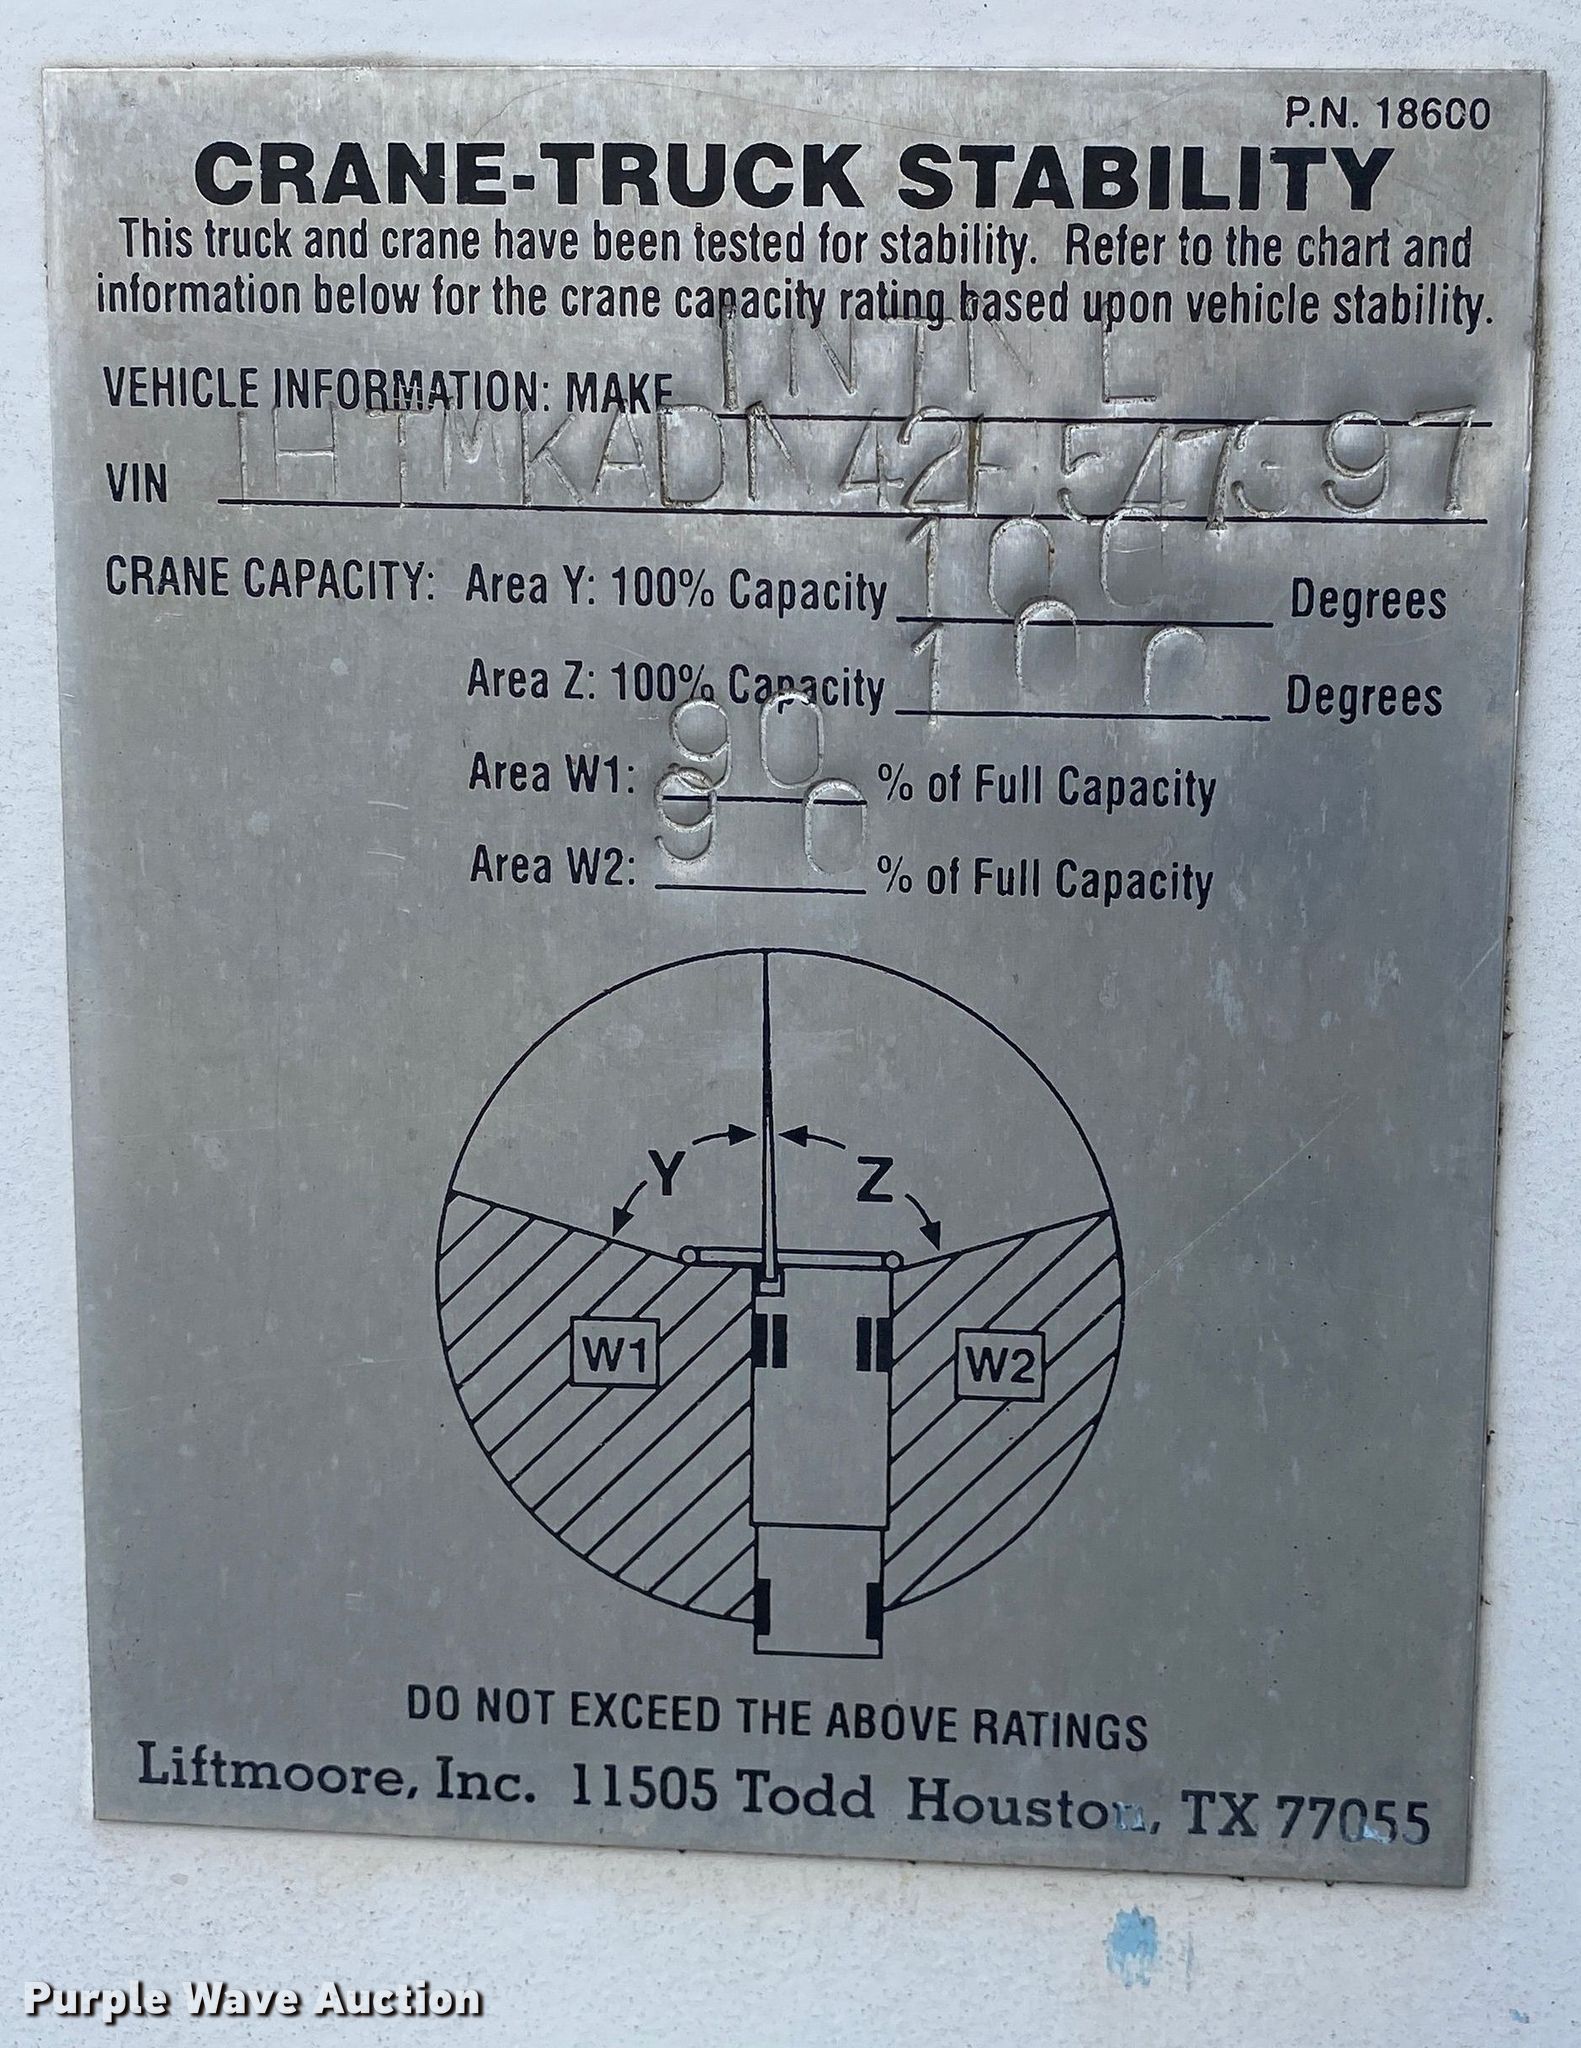 P.N. 18600
CRANE-TRUCK STABILITY
This truck and crane have been tested for stability. Refer to the chart and
information below for the crane capacity rating based upon vehicle stability.
VEHICLE INFORMATION: MAKE INTNL
VIN
CRANE CAPACITY: Area Y: 100% Capacity 100 Degrees
Area Z: 100% Capacity 100 Degrees
Area W1: 90 % of Full Capacity
Area W2: 90 % of Full Capacity
Y Z
W1 W2
DO NOT EXCEED THE ABOVE RATINGS
Liftmoore, Inc. 11505 Todd Houston, TX 77055
Purple Wave Auction